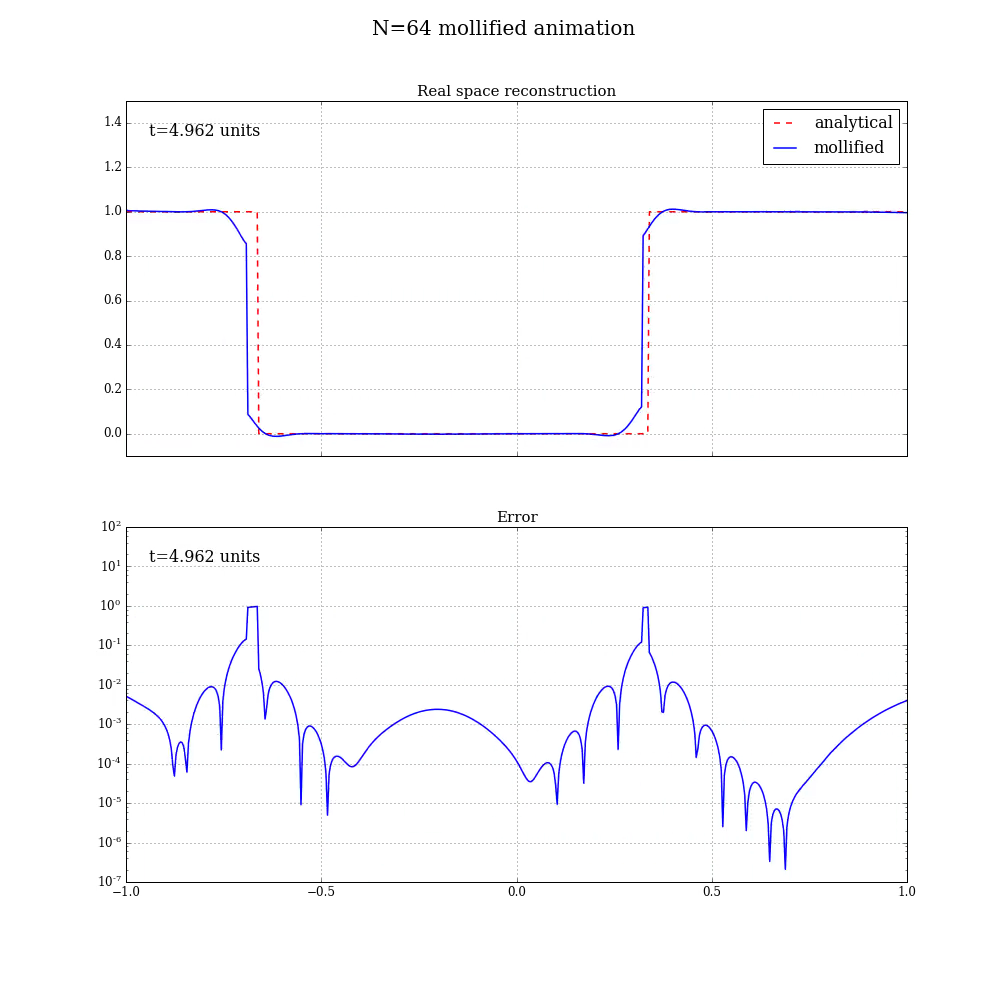 N=64 mollified animation
Real space reconstruction
t=4.962 units
analytical
mollified
1.4
1.2
1.0
0.8
0.6
0.4
0.2
0.0
Error
t=4.962 units
10²
10¹
10⁰
10⁻¹
10⁻²
10⁻³
10⁻⁴
10⁻⁵
10⁻⁶
10⁻⁷
−1.0 −0.5 0.0 0.5 1.0